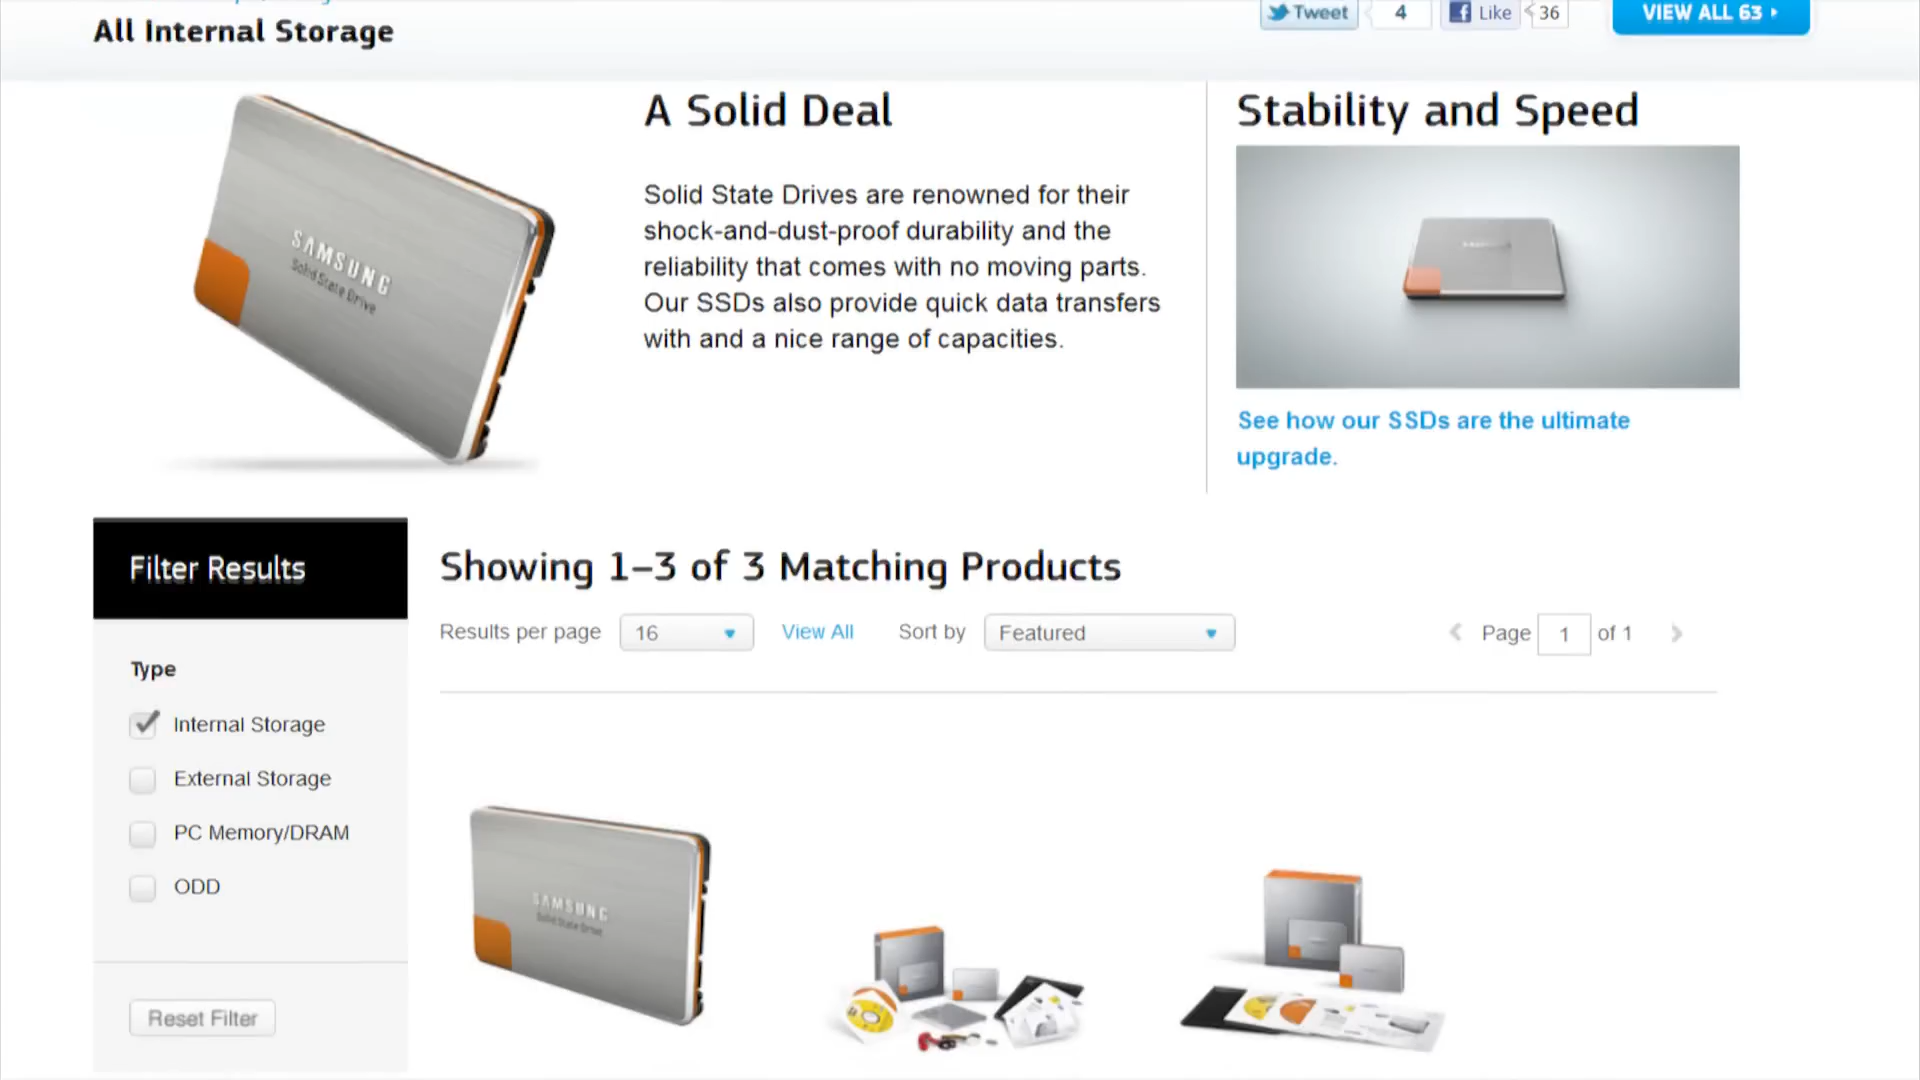 All Internal Storage
Tweet 4 Like 36 VIEW ALL 63
A Solid Deal
Solid State Drives are renowned for their
shock-and-dust-proof durability and the
reliability that comes with no moving parts.
Our SSDs also provide quick data transfers
with and a nice range of capacities.
SAMSUNG
Solid State Drive
Stability and Speed
See how our SSDs are the ultimate
upgrade.
Filter Results
Type
Internal Storage
External Storage
PC Memory/DRAM
ODD
Reset Filter
Showing 1–3 of 3 Matching Products
Results per page 16 View All Sort by Featured Page 1 of 1
SAMSUNG
Solid State Drive